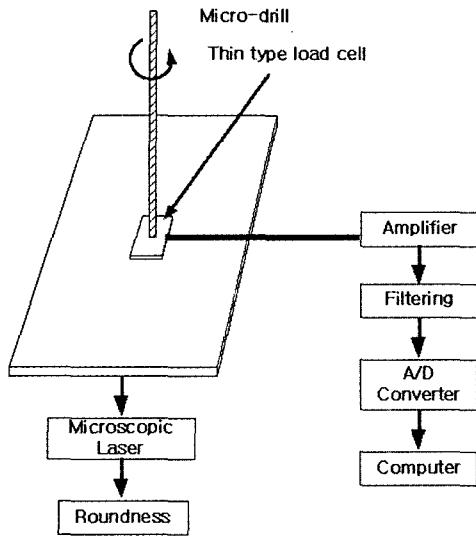 Micro-drill
Thin type load cell
Amplifier
Filtering
A/D
Converter
Computer
Microscopic
Laser
Roundness